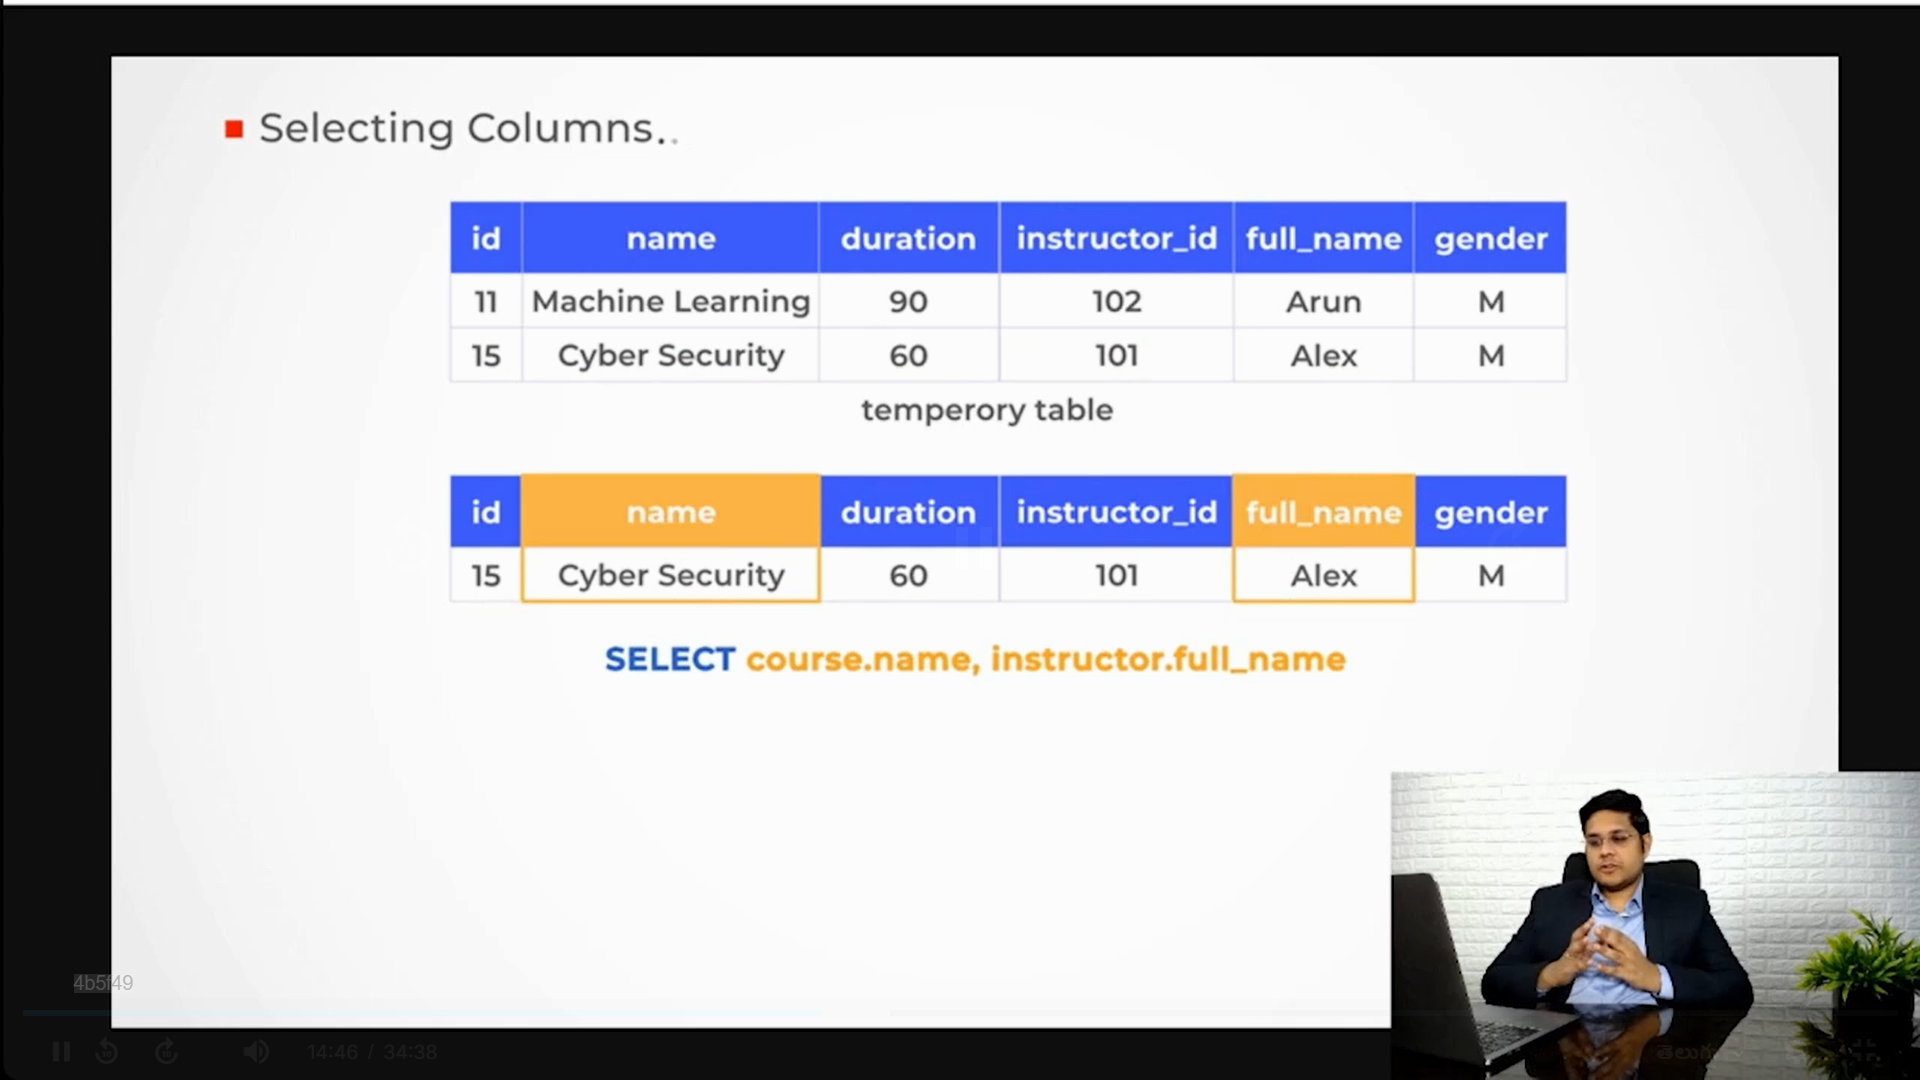 Selecting Columns..
id name duration instructor_id full_name gender
11 Machine Learning 90 102 Arun M
15 Cyber Security 60 101 Alex M
temperory table
id name duration instructor_id full_name gender
15 Cyber Security 60 101 Alex M
SELECT course.name, instructor.full_name
4b5f49
10 10 14:46 / 34:38 తెలుగు